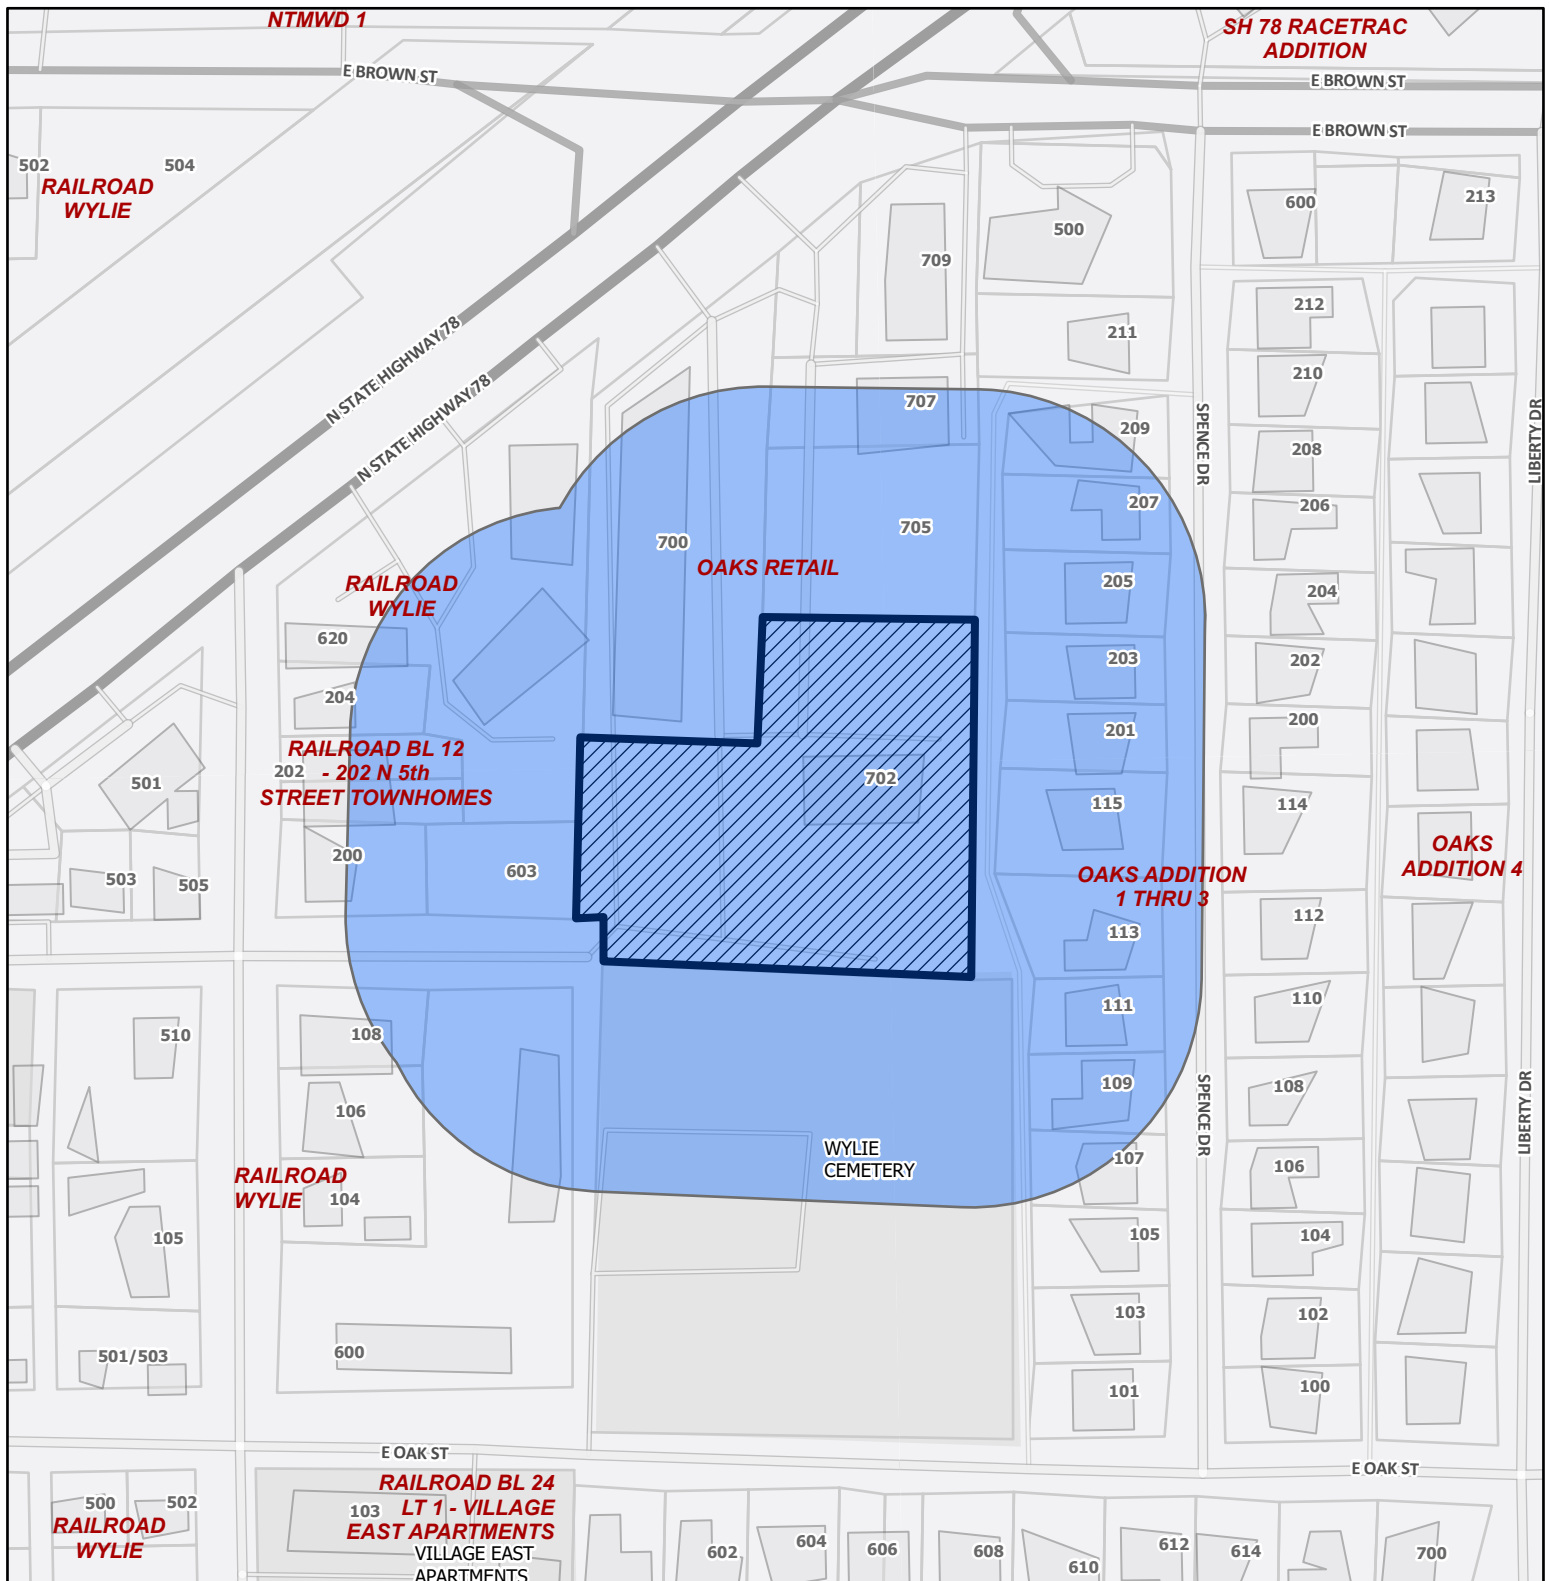 NTMWD 1
SH 78 RACETRAC
ADDITION
E BROWN ST
E BROWN ST
E BROWN ST
502
504
RAILROAD
WYLIE
600
213
500
709
212
211
N STATE HIGHWAY 78
N STATE HIGHWAY 78
210
707
209
SPENCE DR
LIBERTY DR
208
207
206
705
700
OAKS RETAIL
RAILROAD
WYLIE
205
204
620
203
202
204
201
200
RAILROAD BL 12
- 202 N 5th
STREET TOWNHOMES
202
501
702
115
114
OAKS
ADDITION 4
200
603
503
505
OAKS ADDITION
1 THRU 3
112
113
111
110
510
108
109
108
SPENCE DR
LIBERTY DR
106
WYLIE
CEMETERY
107
106
RAILROAD
WYLIE
104
105
105
104
103
102
501/503
600
101
100
E OAK ST
E OAK ST
RAILROAD BL 24
LT 1 - VILLAGE
EAST APARTMENTS
103
500
502
RAILROAD
WYLIE
VILLAGE EAST
APARTMENTS
602
604
606
608
610
612
614
700